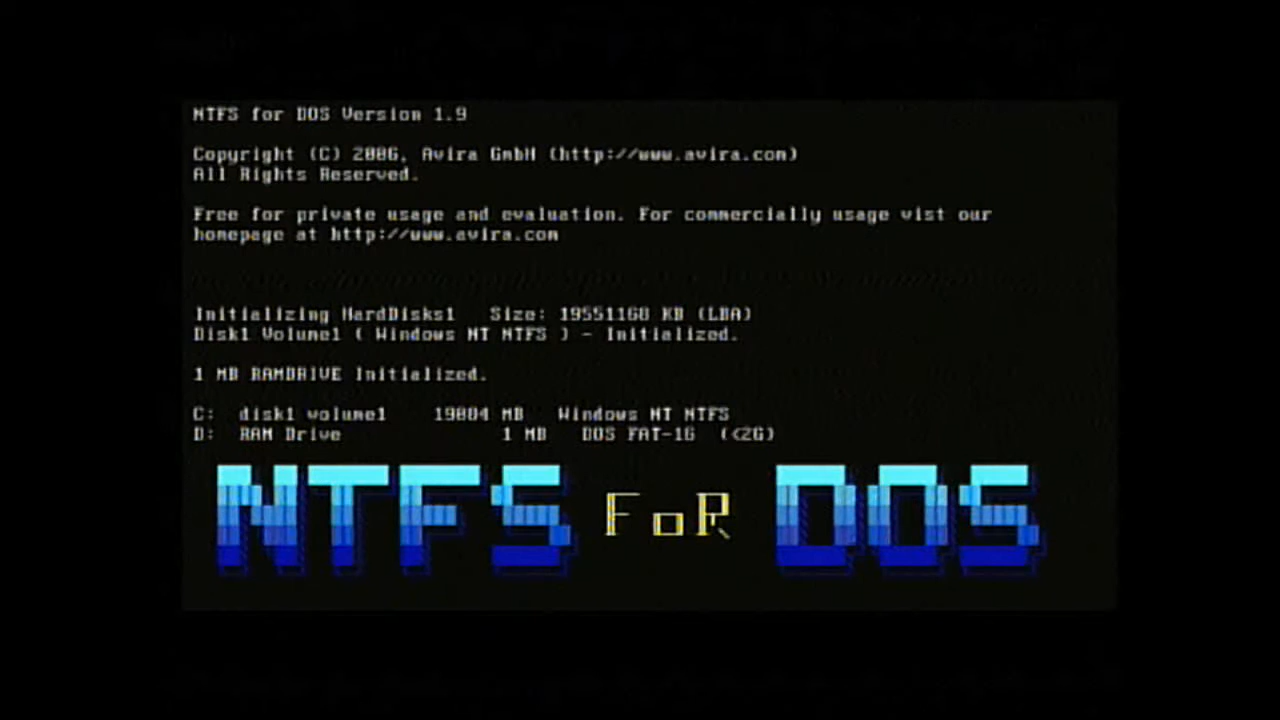 NTFS for DOS Version 1.9
Copyright (C) 2006, Avira GmbH (http://www.avira.com)
All Rights Reserved.
Free for private usage and evaluation. For commercially usage vist our
homepage at http://www.avira.com
Initializing HardDisks1 Size: 19551168 KB (LBA)
Disk1 Volume1 ( Windows NT NTFS ) - Initialized.
1 MB RAMDRIVE Initialized.
C: disk1 volume1 19084 MB Windows NT NTFS
D: RAM Drive 1 MB DOS FAT-16 (<2G)
NTFS FoR DOS